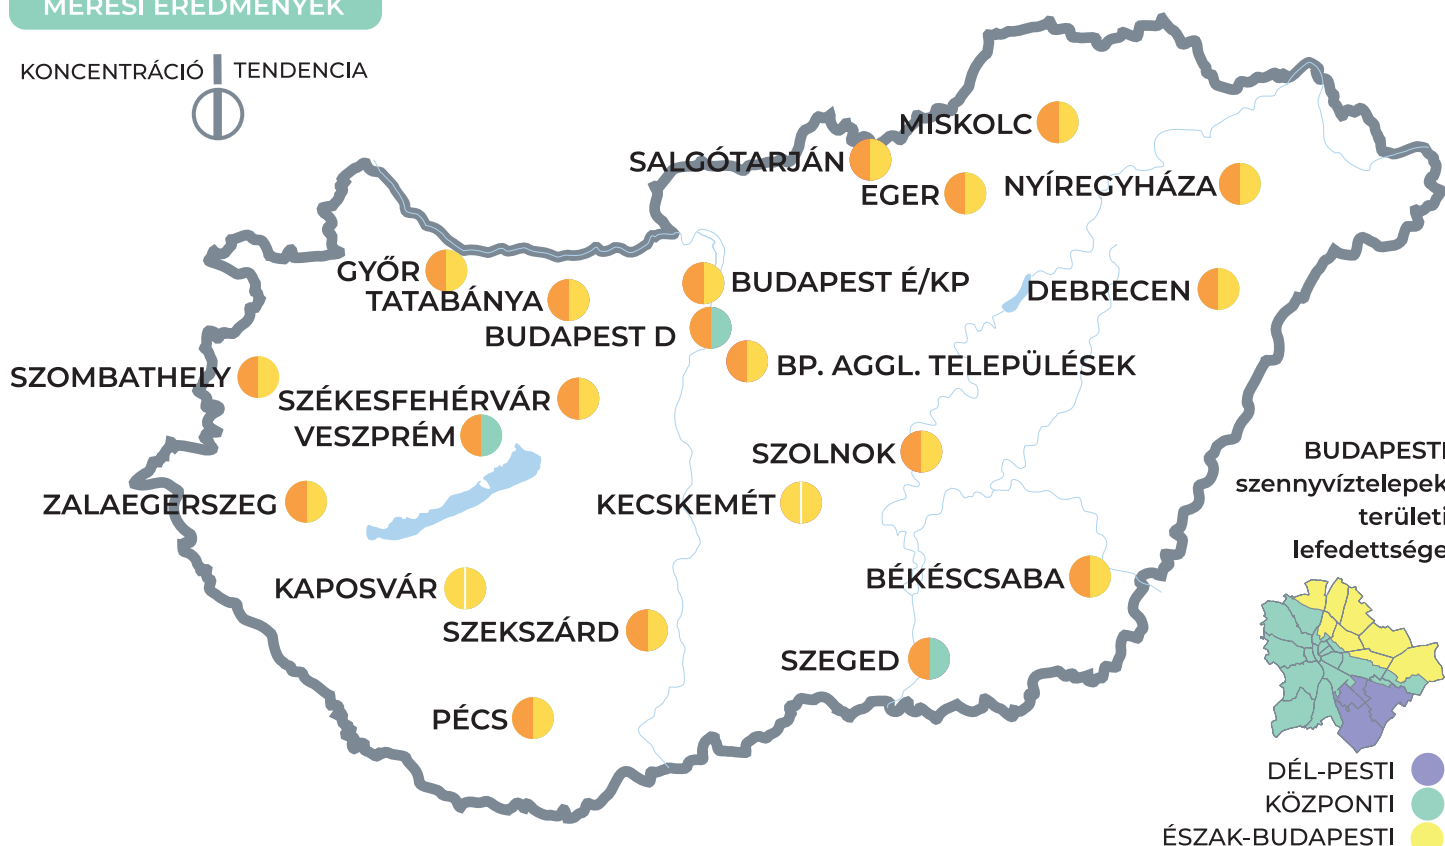 MÉRÉSI EREDMÉNYEK
KONCENTRÁCIÓ TENDENCIA
MISKOLC
SALGÓTARJÁN
EGER
NYÍREGYHÁZA
GYŐR
TATABÁNYA
BUDAPEST É/KP
DEBRECEN
BUDAPEST D
BP. AGGL. TELEPÜLÉSEK
SZOMBATHELY
SZÉKESFEHÉRVÁR
VESZPRÉM
SZOLNOK
ZALAEGERSZEG
KECSKEMÉT
BÉKÉSCSABA
KAPOSVÁR
SZEKSZÁRD
SZEGED
PÉCS
BUDAPESTI
szennyvíztelepek
területi
lefedettsége
DÉL-PESTI
KÖZPONTI
ÉSZAK-BUDAPESTI